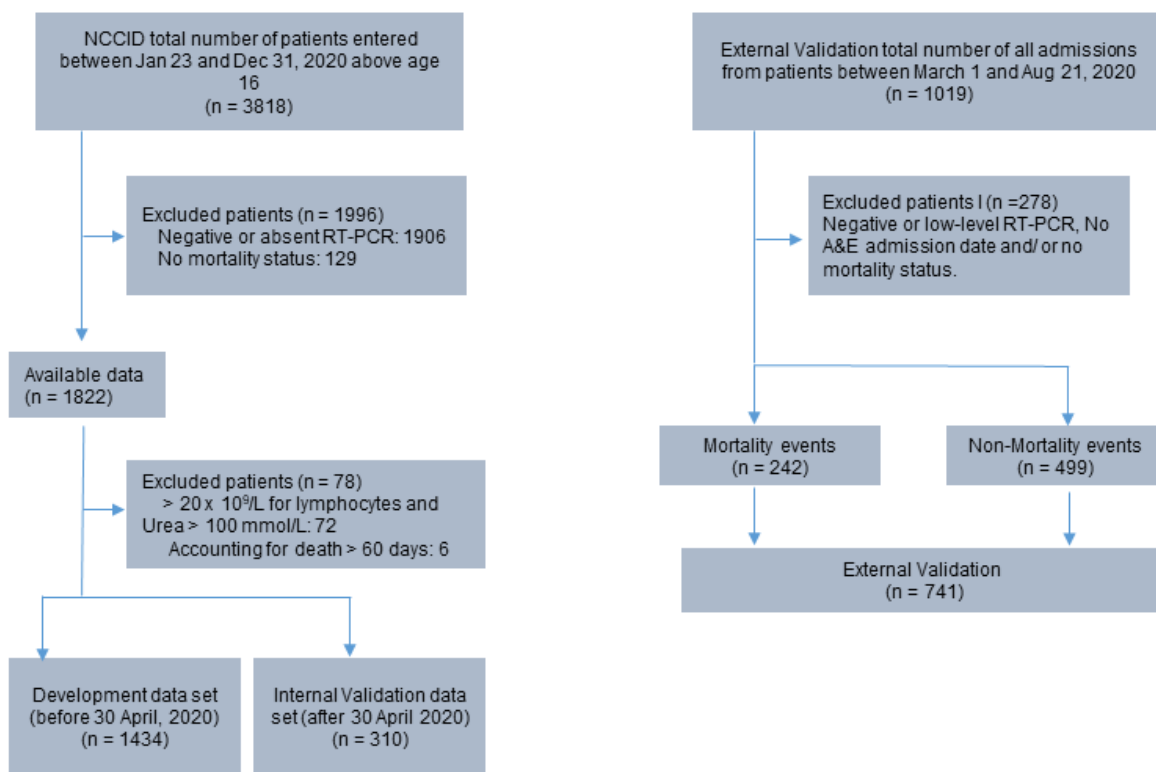 NCCID total number of patients entered
between Jan 23 and Dec 31, 2020 above age
16
(n = 3818)
Excluded patients (n = 1996)
Negative or absent RT-PCR: 1906
No mortality status: 129
Available data
(n = 1822)
Excluded patients (n = 78)
> 20 x 10⁹/L for lymphocytes and
Urea > 100 mmol/L: 72
Accounting for death > 60 days: 6
Development data set
(before 30 April, 2020)
n = 1434)
Internal Validation data
set (after 30 April 2020)
(n = 310)
External Validation total number of all admissions
from patients between March 1 and Aug 21, 2020
(n = 1019)
Excluded patients I (n =278)
Negative or low-level RT-PCR, No
A&E admission date and/ or no
mortality status.
Mortality events
(n = 242)
Non-Mortality events
(n = 499)
External Validation
(n = 741)